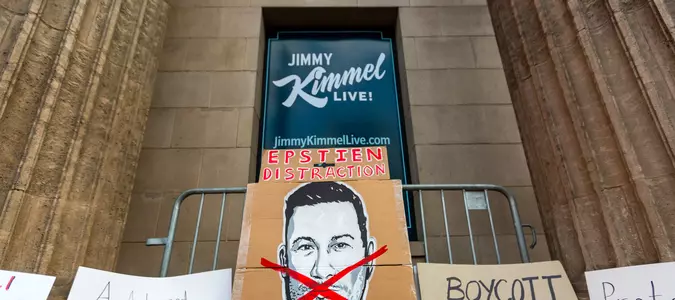 JIMMY
Kimmel
LIVE!
JimmyKimmelLive.com
EPSTIEN
DISTRACTION
BOYCOTT